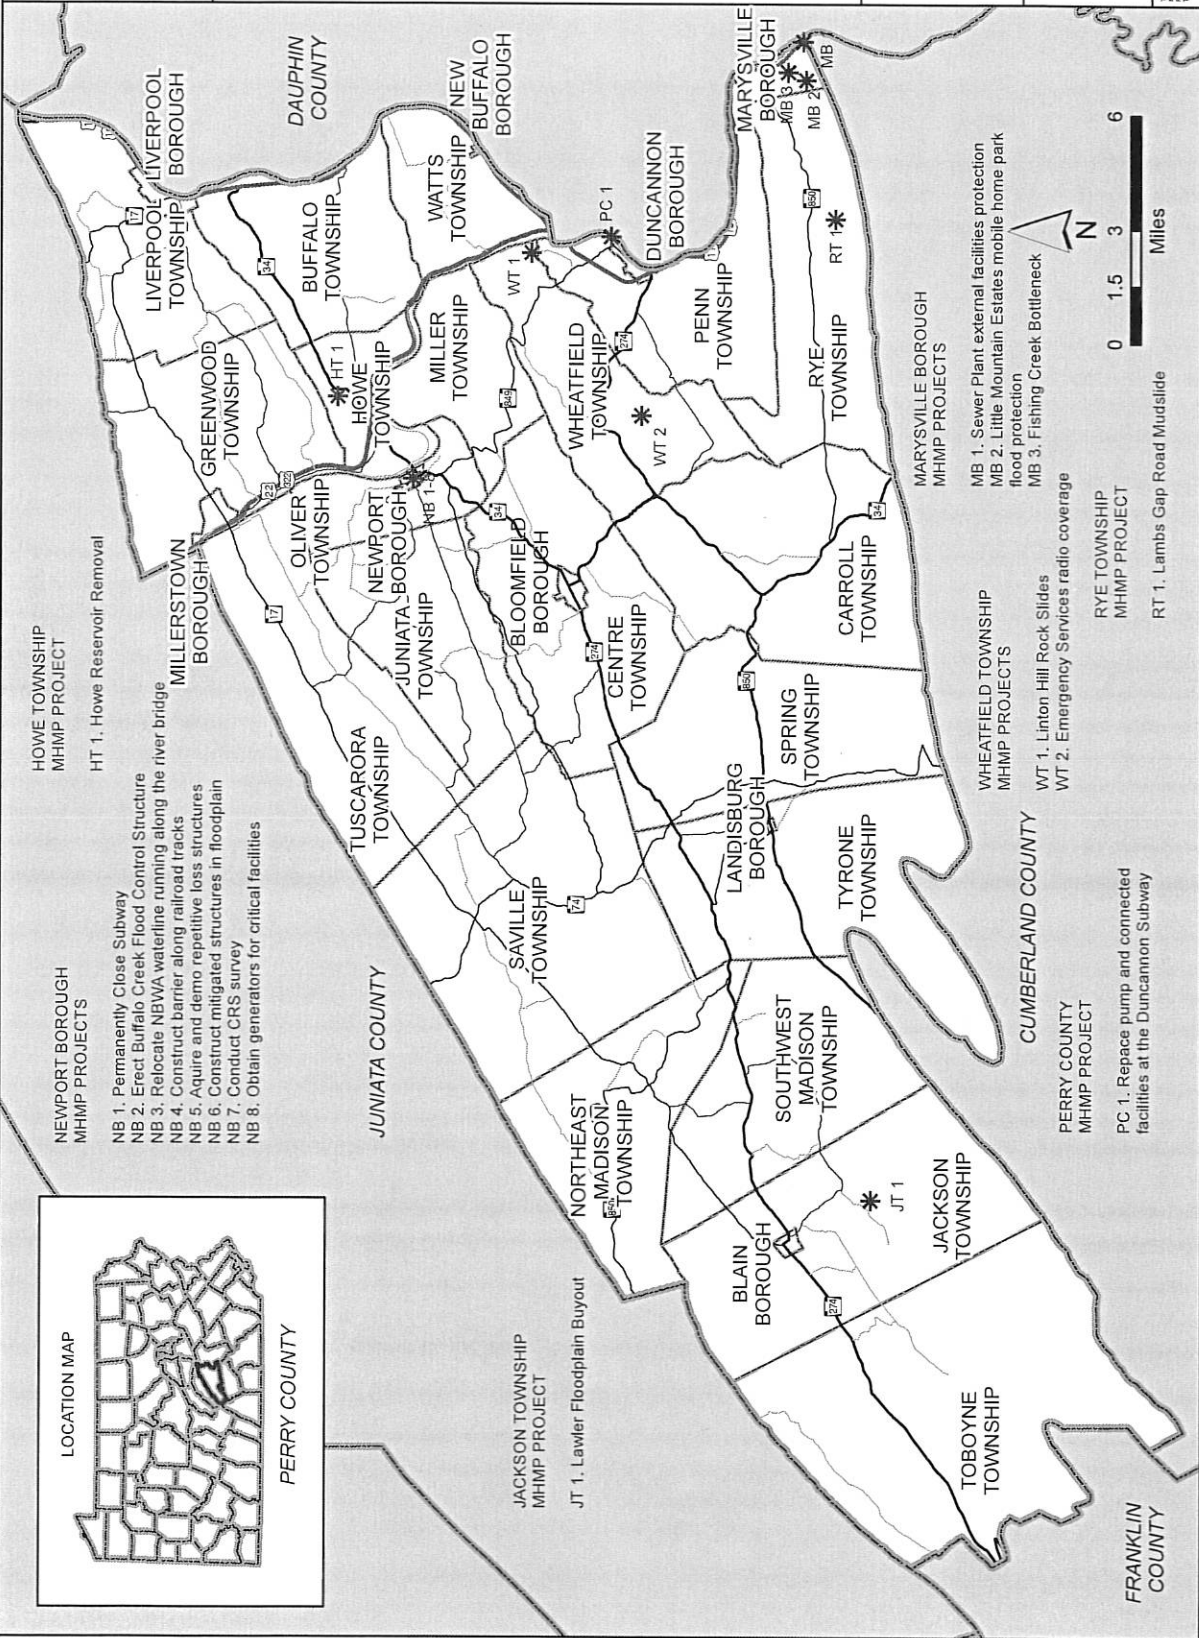 LOCATION MAP
PERRY COUNTY
NEWPORT BOROUGH
MHMP PROJECTS
NB 1. Permanently Close Subway
NB 2. Erect Buffalo Creek Flood Control Structure
NB 3. Relocate NBWA waterline running along the river bridge
NB 4. Construct barrier along railroad tracks
NB 5. Aquire and demo repetitive loss structures
NB 6. Construct mitigated structures in floodplain
NB 7. Conduct CRS survey
NB 8. Obtain generators for critical facilities
HOWE TOWNSHIP
MHMP PROJECT
HT 1. Howe Reservoir Removal
JUNIATA COUNTY
DAUPHIN
COUNTY
JACKSON TOWNSHIP
MHMP PROJECT
JT 1. Lawler Floodplain Buyout
LIVERPOOL
BOROUGH
LIVERPOOL
TOWNSHIP
17
GREENWOOD
TOWNSHIP
MILLERSTOWN
BOROUGH
34
BUFFALO
TOWNSHIP
NEW
BUFFALO
BOROUGH
WATTS
TOWNSHIP
HT 1
HOWE
TOWNSHIP
22
322
OLIVER
TOWNSHIP
17
TUSCARORA
TOWNSHIP
NEWPORT
BOROUGH
NB 1-8
JUNIATA
TOWNSHIP
MILLER
TOWNSHIP
849
34
WT 1
PC 1
DUNCANNON
BOROUGH
BLOOMFIELD
BOROUGH
WHEATFIELD
TOWNSHIP
274
WT 2
PENN
TOWNSHIP
MARYSVILLE
BOROUGH
MB 3
MB 2
MB
850
RT 1
RYE
TOWNSHIP
274
CENTRE
TOWNSHIP
34
CARROLL
TOWNSHIP
850
SPRING
TOWNSHIP
SAVILLE
TOWNSHIP
74
LANDISBURG
BOROUGH
TYRONE
TOWNSHIP
NORTHEAST
MADISON
TOWNSHIP
850
SOUTHWEST
MADISON
TOWNSHIP
BLAIN
BOROUGH
JT 1
JACKSON
TOWNSHIP
274
TOBOYNE
TOWNSHIP
FRANKLIN
COUNTY
CUMBERLAND COUNTY
PERRY COUNTY
MHMP PROJECT
PC 1. Repace pump and connected
facilities at the Duncannon Subway
WHEATFIELD TOWNSHIP
MHMP PROJECTS
WT 1. Linton Hill Rock Slides
WT 2. Emergency Services radio coverage
MARYSVILLE BOROUGH
MHMP PROJECTS
MB 1. Sewer Plant external facilities protection
MB 2. Little Mountain Estates mobile home park
flood protection
MB 3. Fishing Creek Bottleneck
RYE TOWNSHIP
MHMP PROJECT
RT 1. Lambs Gap Road Mudslide
N
0 1.5 3 6
Miles